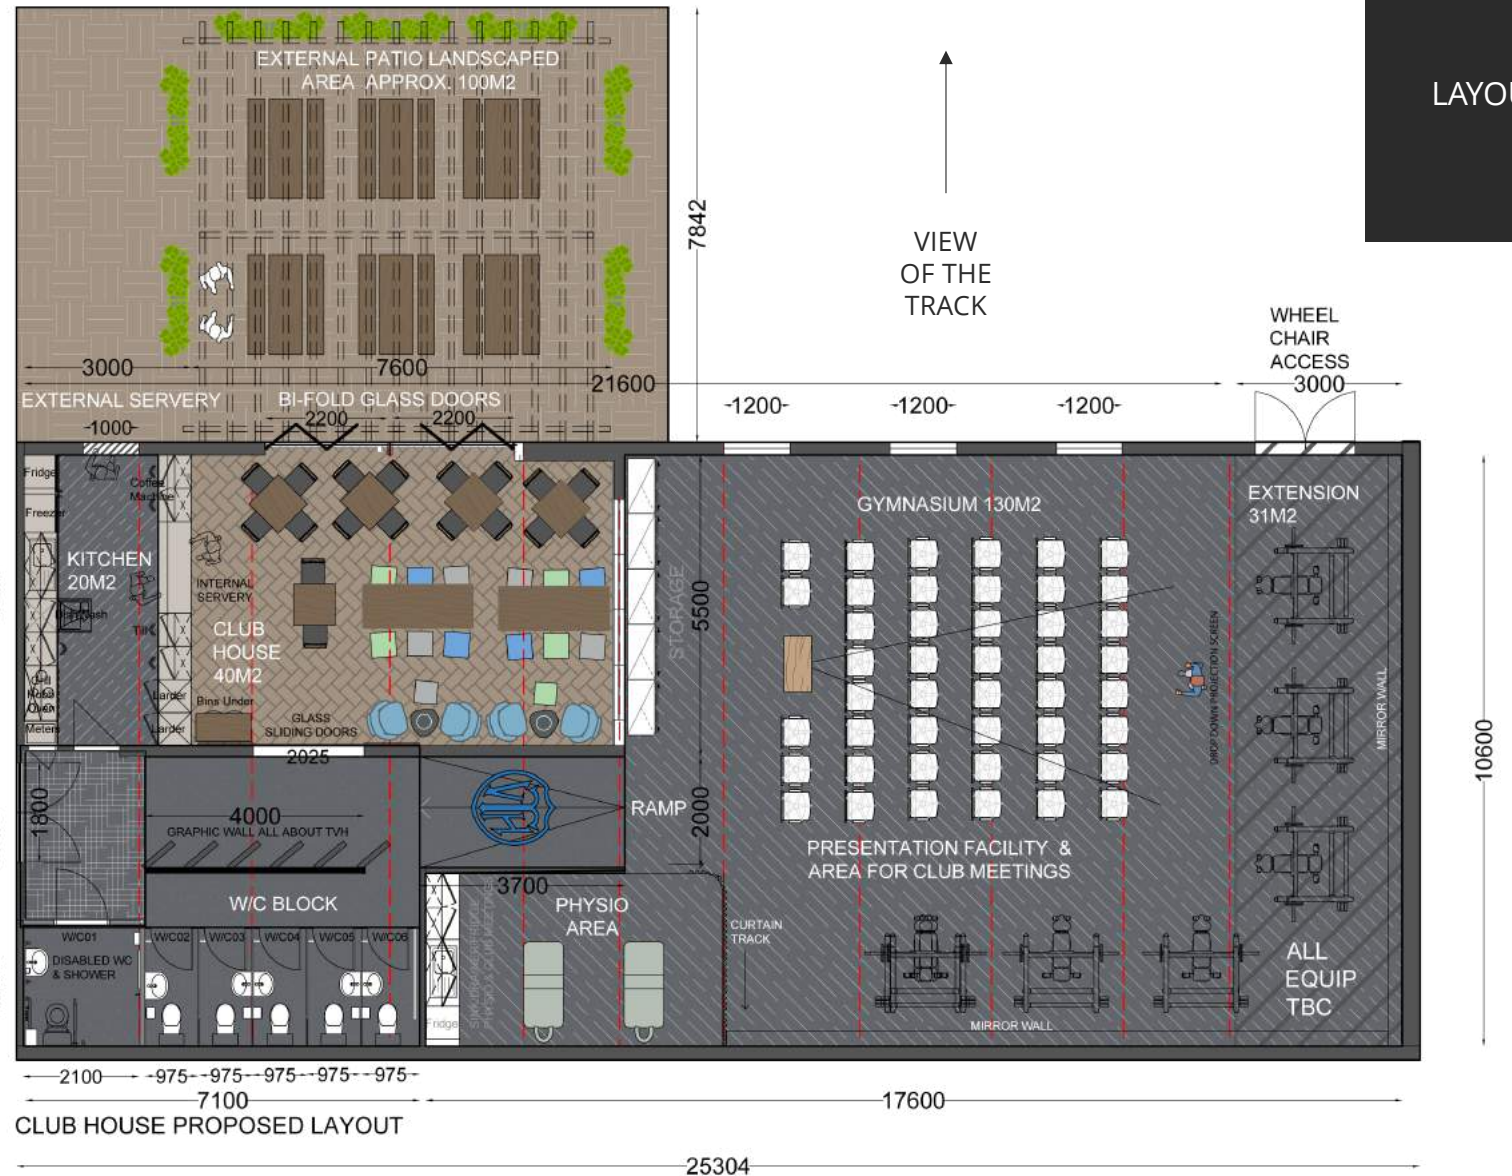 LAYOU
EXTERNAL PATIO LANDSCAPED
AREA APPROX. 100M2
7842
VIEW
OF THE
TRACK
WHEEL
CHAIR
ACCESS
3000
3000
7600
21600
EXTERNAL SERVERY
BI-FOLD GLASS DOORS
2200
2200
-1000-
-1200-
-1200-
-1200-
Fridge
Freezer
Coffee
Machine
KITCHEN
20M2
Dishwash
Till
INTERNAL
SERVERY
CLUB
HOUSE
40M2
Oven
Meters
Larder
Larder
Bins Under
GLASS
SLIDING DOORS
2025
STORAGE
5500
GYMNASIUM 130M2
EXTENSION
31M2
DROP DOWN PROJECTION SCREEN
MIRROR WALL
10600
1800
4000
GRAPHIC WALL ALL ABOUT TVH
TVH
RAMP
2000
PRESENTATION FACILITY &
AREA FOR CLUB MEETINGS
W/C BLOCK
3700
PHYSIO
AREA
CURTAIN
TRACK
W/C01
W/C02
W/C03
W/C04
W/C05
W/C06
DISABLED WC
& SHOWER
Fridge
ALL
EQUIP
TBC
MIRROR WALL
2100
-975-
-975-
-975-
-975-
-975-
7100
17600
CLUB HOUSE PROPOSED LAYOUT
25304